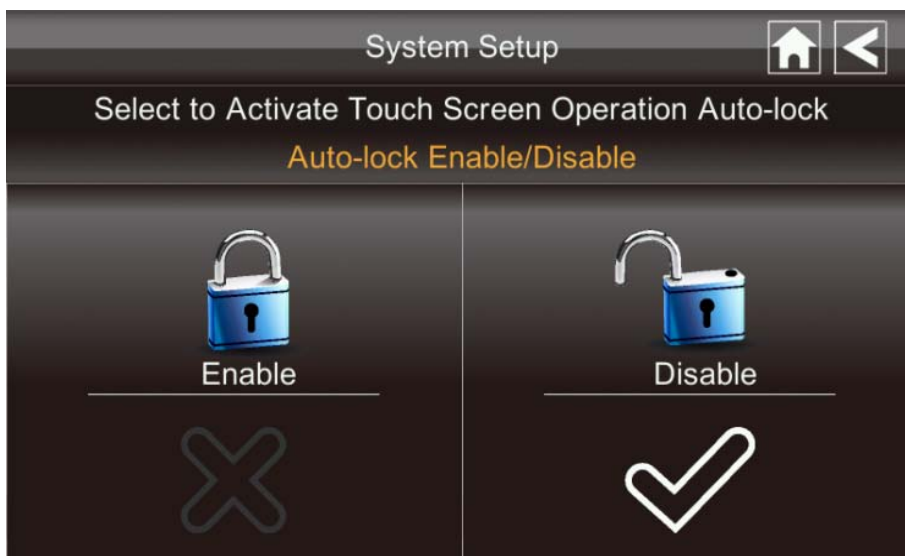 System Setup
Select to Activate Touch Screen Operation Auto-lock
Auto-lock Enable/Disable
Enable
Disable